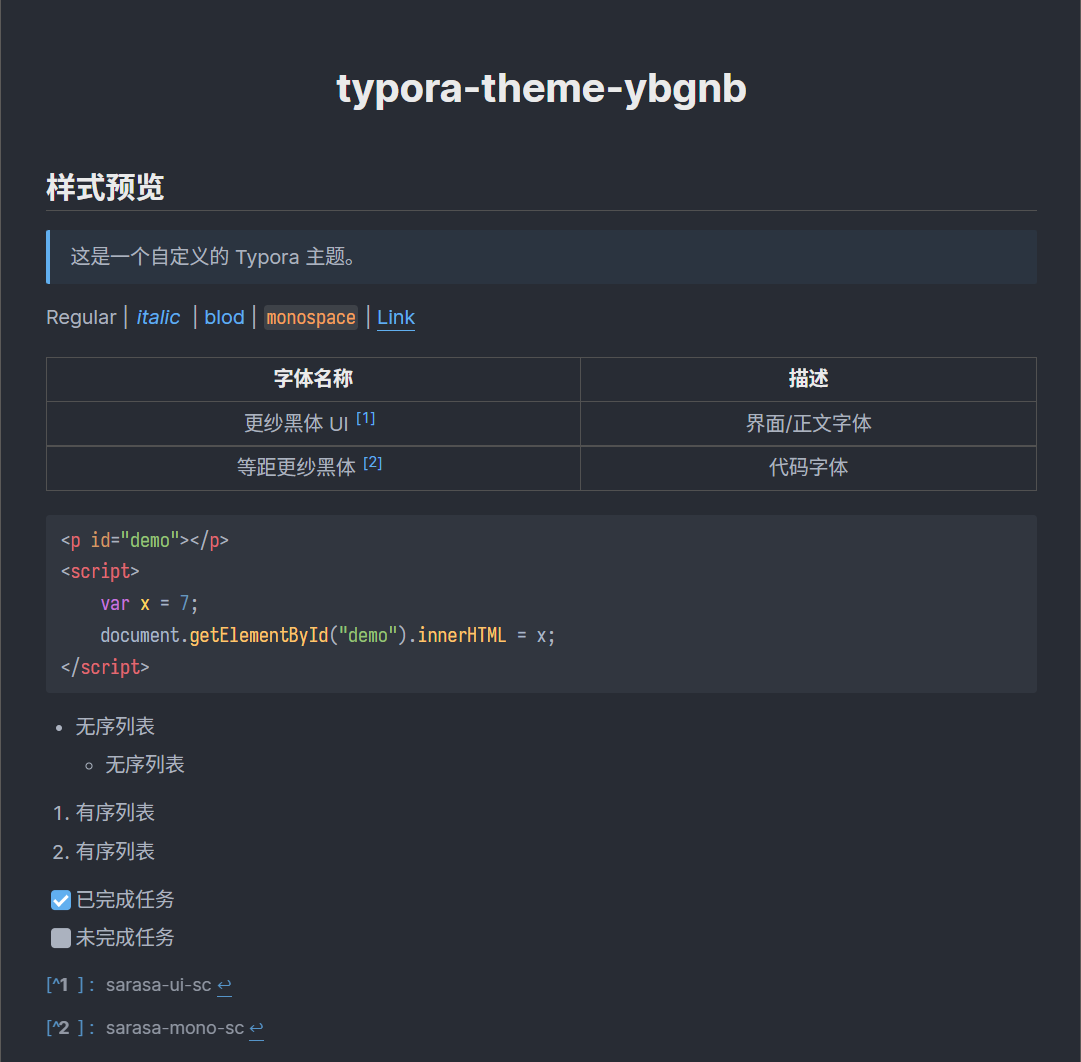 typora-theme-ybgnb
样式预览
这是一个自定义的 Typora 主题。
Regular | italic | blod | monospace | Link
字体名称 描述
更纱黑体 UI [1] 界面/正文字体
等距更纱黑体 [2] 代码字体
<p id="demo"></p>
<script>
    var x = 7;
    document.getElementById("demo").innerHTML = x;
</script>
• 无序列表
◦ 无序列表
1. 有序列表
2. 有序列表
已完成任务
未完成任务
[^1 ] : sarasa-ui-sc ↩
[^2 ] : sarasa-mono-sc ↩